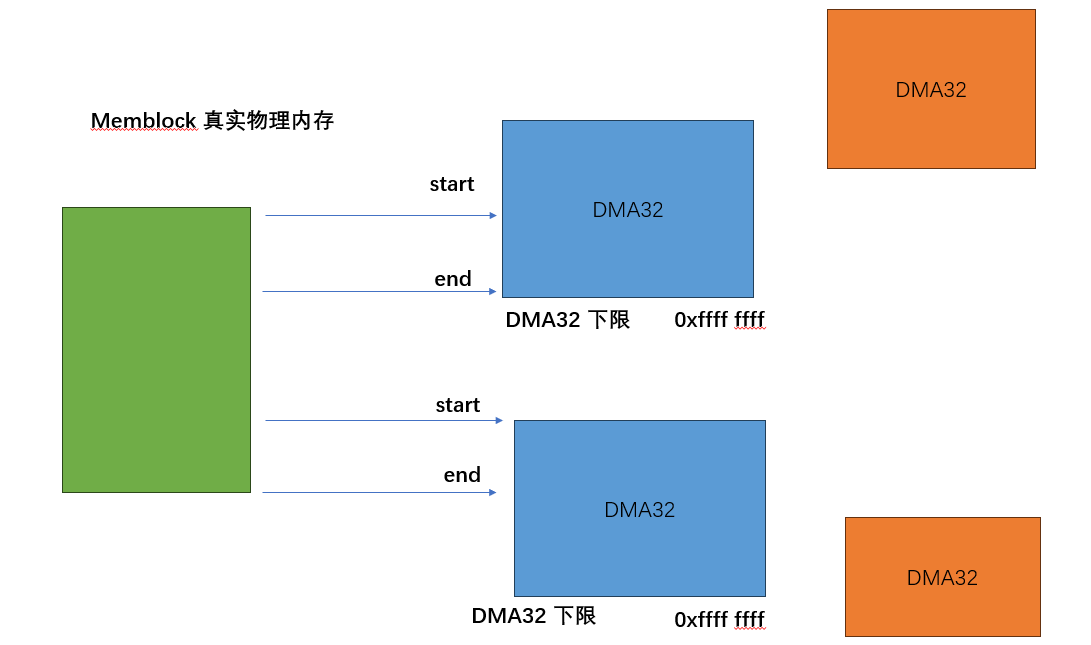 DMA32
Memblock 真实物理内存
start
DMA32
end
DMA32 下限 0xffff ffff
start
end
DMA32
DMA32
DMA32 下限 0xffff ffff